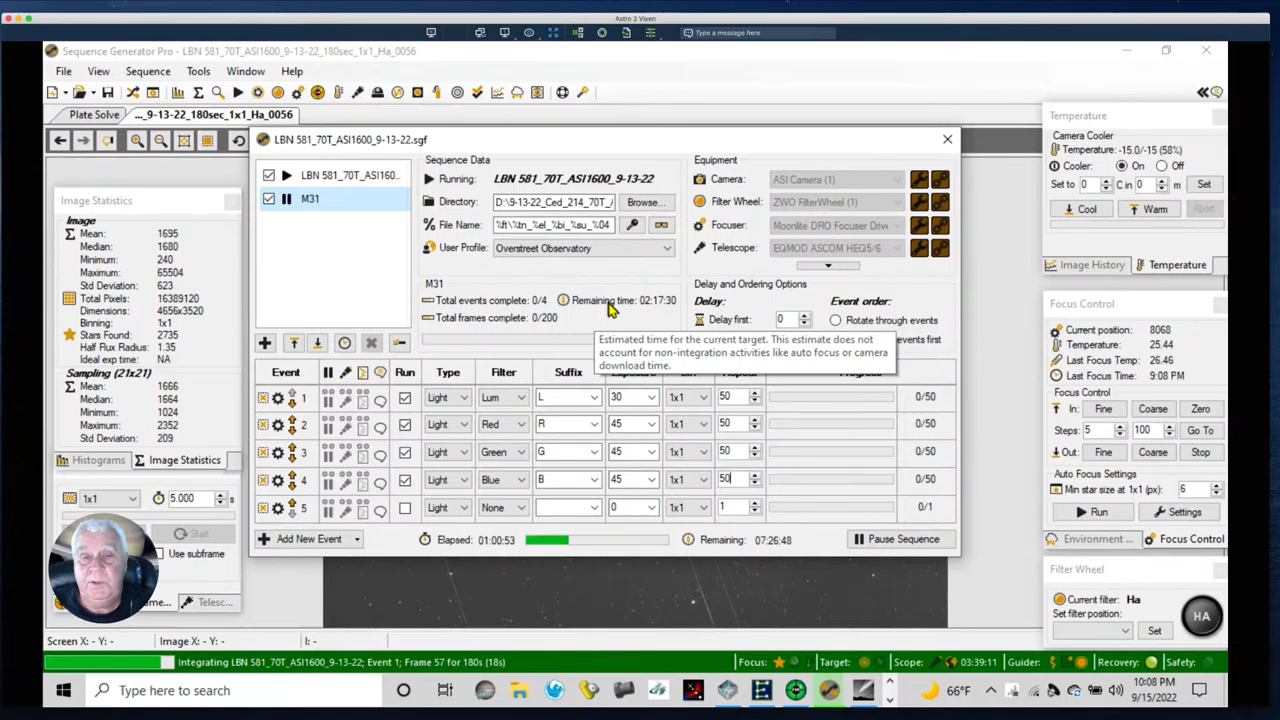 Astro 2 Vixen
Type a message here
Sequence Generator Pro - LBN 581_70T_ASI1600_9-13-22_180sec_1x1_Ha_0056
File View Sequence Tools Window Help
Plate Solve ..._9-13-22_180sec_1x1_Ha_0056
LBN 581_70T_ASI1600_9-13-22.sgf
Image Statistics
Image
Mean: 1695
Median: 1680
Minimum: 240
Maximum: 65504
Std Deviation: 623
Total Pixels: 16389120
Dimensions: 4656x3520
Binning: 1x1
Stars Found: 2735
Half Flux Radius: 1.35
Ideal exp time: NA
Sampling (21x21)
Mean: 1666
Median: 1664
Minimum: 1024
Maximum: 2352
Std Deviation: 209
Histograms Image Statistics
1x1 5.000 s
Start
Use subframe
Telesc...
LBN 581_70T_ASI160...
M31
Sequence Data
Running: LBN 581_70T_ASI1600_9-13-22
Directory: D:\9-13-22_Ced_214_70T_ Browse...
File Name: %ft\%tn_%el_%bi_%su_%04
User Profile: Overstreet Observatory
M31
Total events complete: 0/4 Remaining time: 02:17:30
Total frames complete: 0/200
Equipment
Camera: ASI Camera (1)
Filter Wheel: ZWO FilterWheel (1)
Focuser: Moonlite DRO Focuser Drive
Telescope: EQMOD ASCOM HEQ5/6
Delay and Ordering Options
Delay: Event order:
Delay first: 0 Rotate through events
events first
Estimated time for the current target. This estimate does not
account for non-integration activities like auto focus or camera
download time.
Event Run Type Filter Suffix
1 Light Lum L 30 1x1 50 0/50
2 Light Red R 45 1x1 50 0/50
3 Light Green G 45 1x1 50 0/50
4 Light Blue B 45 1x1 50 0/50
5 Light None 0 1x1 1 0/1
Add New Event Elapsed: 01:00:53 Remaining: 07:26:48 Pause Sequence
Temperature
Camera Cooler
Temperature: -15.0/-15 (58%)
Cooler: On Off
Set to 0 C in 0 m Set
Cool Warm Abort
Image History Temperature
Focus Control
Current position: 8068
Temperature: 25.44
Last Focus Temp: 26.46
Last Focus Time: 9:08 PM
Focus Control
In: Fine Coarse Zero
Steps: 5 100 Go To
Out: Fine Coarse Stop
Auto Focus Settings
Min star size at 1x1 (px): 6
Run Settings
Environment ... Focus Control
Filter Wheel
Current filter: Ha
Set filter position:
Set
HA
Screen X: - Y: - Image X: - Y: - I: -
Integrating LBN 581_70T_ASI1600_9-13-22; Event 1; Frame 57 for 180s (18s) Focus: Target: Scope: 03:39:11 Guider: Recovery: Safety:
Type here to search 66°F 10:08 PM
9/15/2022